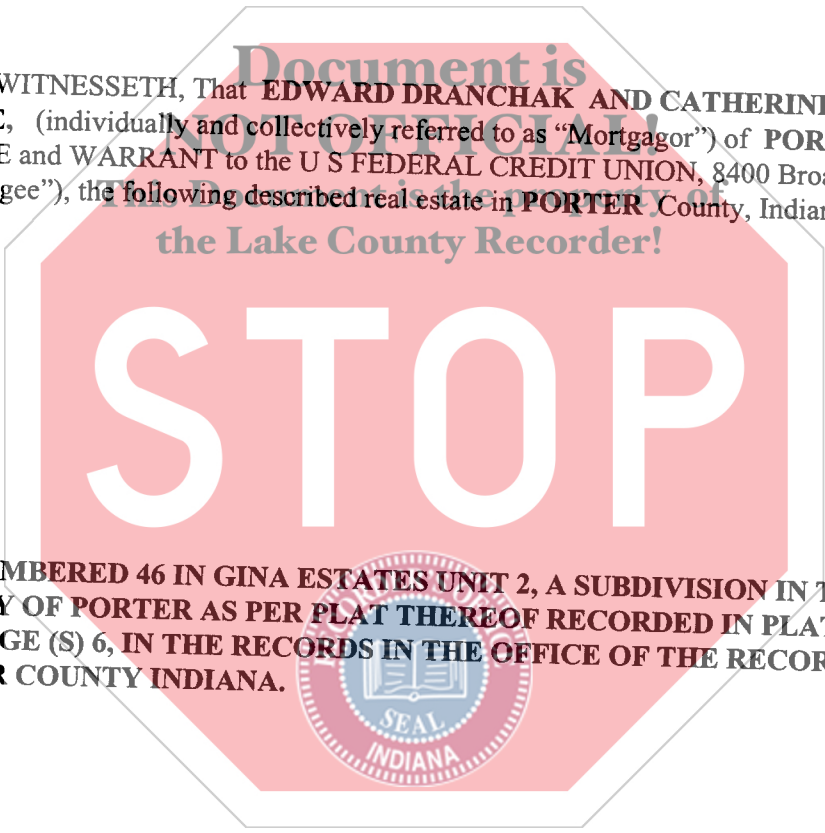 Document is
WITNESSETH, That EDWARD DRANCHAK AND CATHERINE
, (individually and collectively referred to as “Mortgagor”) of POR
NOT OFFICIAL!
E and WARRANT to the U S FEDERAL CREDIT UNION, 8400 Broa
gee”), the following described real estate in PORTER County, Indian
This Document is the property of
the Lake County Recorder!
STOP
MBERED 46 IN GINA ESTATES UNIT 2, A SUBDIVISION IN T
Y OF PORTER AS PER PLAT THEREOF RECORDED IN PLAT
GE (S) 6, IN THE RECORDS IN THE OFFICE OF THE RECOR
R COUNTY INDIANA.
SEAL
INDIANA